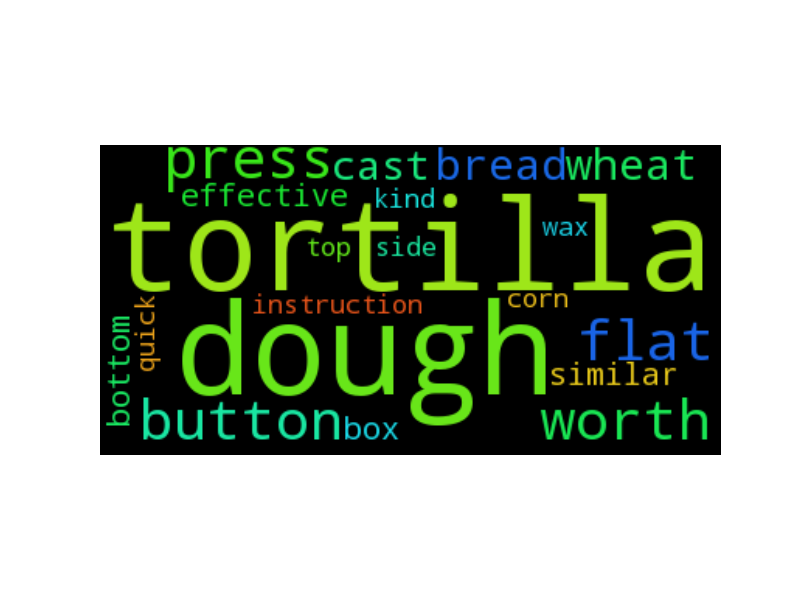 press cast bread wheat
effective kind
tortilla
wax
top side
instruction corn
dough
bottom
quick
flat
similar
button box worth